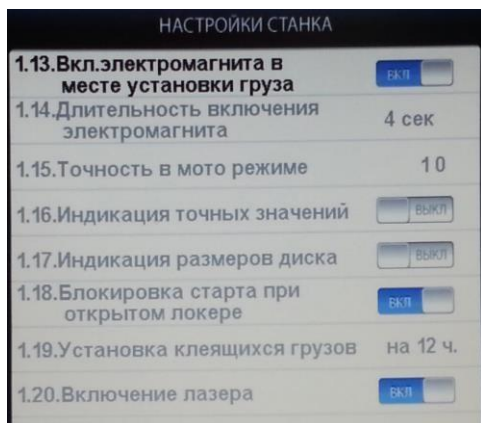 НАСТРОЙКИ СТАНКА
1.13.Вкл.электромагнита в
месте установки груза
ВКЛ
1.14.Длительность включения
электромагнита
4 сек
1.15.Точность в мото режиме
10
1.16.Индикация точных значений
ВЫКЛ
1.17.Индикация размеров диска
ВЫКЛ
1.18.Блокировка старта при
открытом локере
ВКЛ
1.19.Установка клеящихся грузов
на 12 ч.
1.20.Включение лазера
ВКЛ